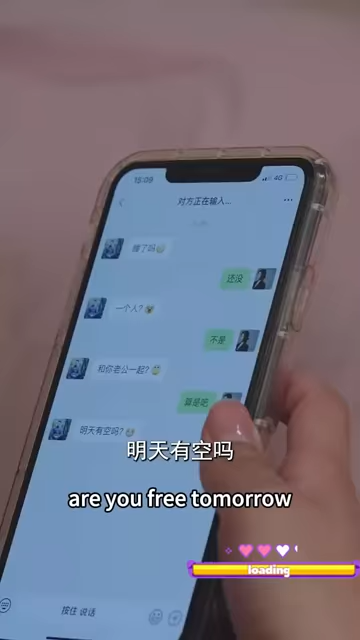 15:09
4G
对方正在输入...
睡了吗
还没
一个人?
不是
和你老公一起?
算是吧
明天有空吗?
明天有空吗
are you free tomorrow
loading
按住 说话